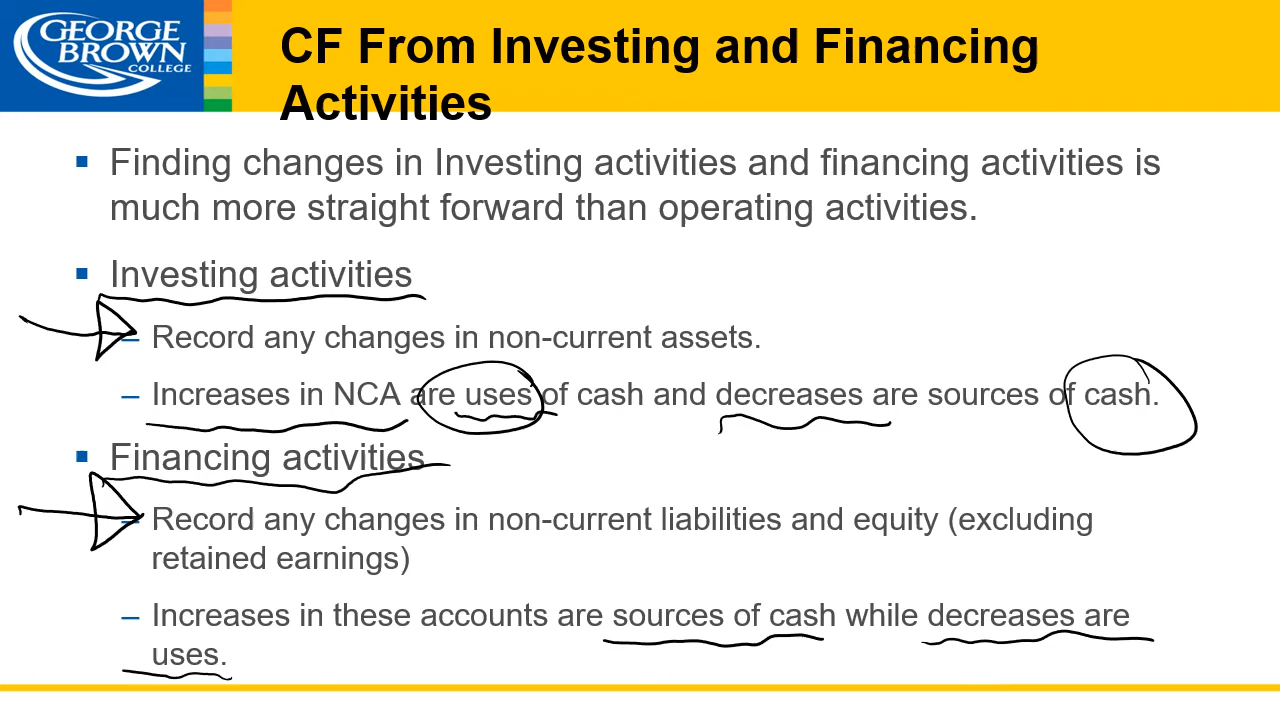 GEORGE
BROWN
COLLEGE
CF From Investing and Financing
Activities
Finding changes in Investing activities and financing activities is
much more straight forward than operating activities.
Investing activities
– Record any changes in non-current assets.
– Increases in NCA are uses of cash and decreases are sources of cash.
Financing activities
– Record any changes in non-current liabilities and equity (excluding
retained earnings)
– Increases in these accounts are sources of cash while decreases are
uses.